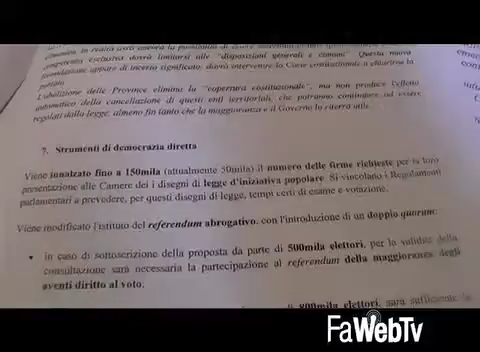 competenza esclusiva dovrà limitarsi alle "disposizioni generali e comuni". Questa nuova
formulazione appare di incerto significato: dovrà intervenire la Corte costituzionale a chiarirne la
portata.
L'abolizione delle Province elimina la "copertura costituzionale", ma non produce l'effetto
automatico della cancellazione di questi enti territoriali, che potranno continuare ad essere
regolati dalla legge, almeno fin tanto che la maggioranza e il Governo lo riterrà utile.
7. Strumenti di democrazia diretta
Viene innalzato fino a 150mila (attualmente 50mila) il numero delle firme richieste per la loro
presentazione alle Camere dei i disegni di legge d'iniziativa popolare. Si vincolano i Regolamenti
parlamentari a prevedere, per questi disegni di legge, tempi certi di esame e votazione.
Viene modificato l'istituto del referendum abrogativo, con l'introduzione di un doppio quorum:
• in caso di sottoscrizione della proposta da parte di 500mila elettori, per la validità della
consultazione sarà necessaria la partecipazione al referendum della maggioranza degli
aventi diritto al voto.
800mila elettori, sarà sufficiente la
FaWebTv